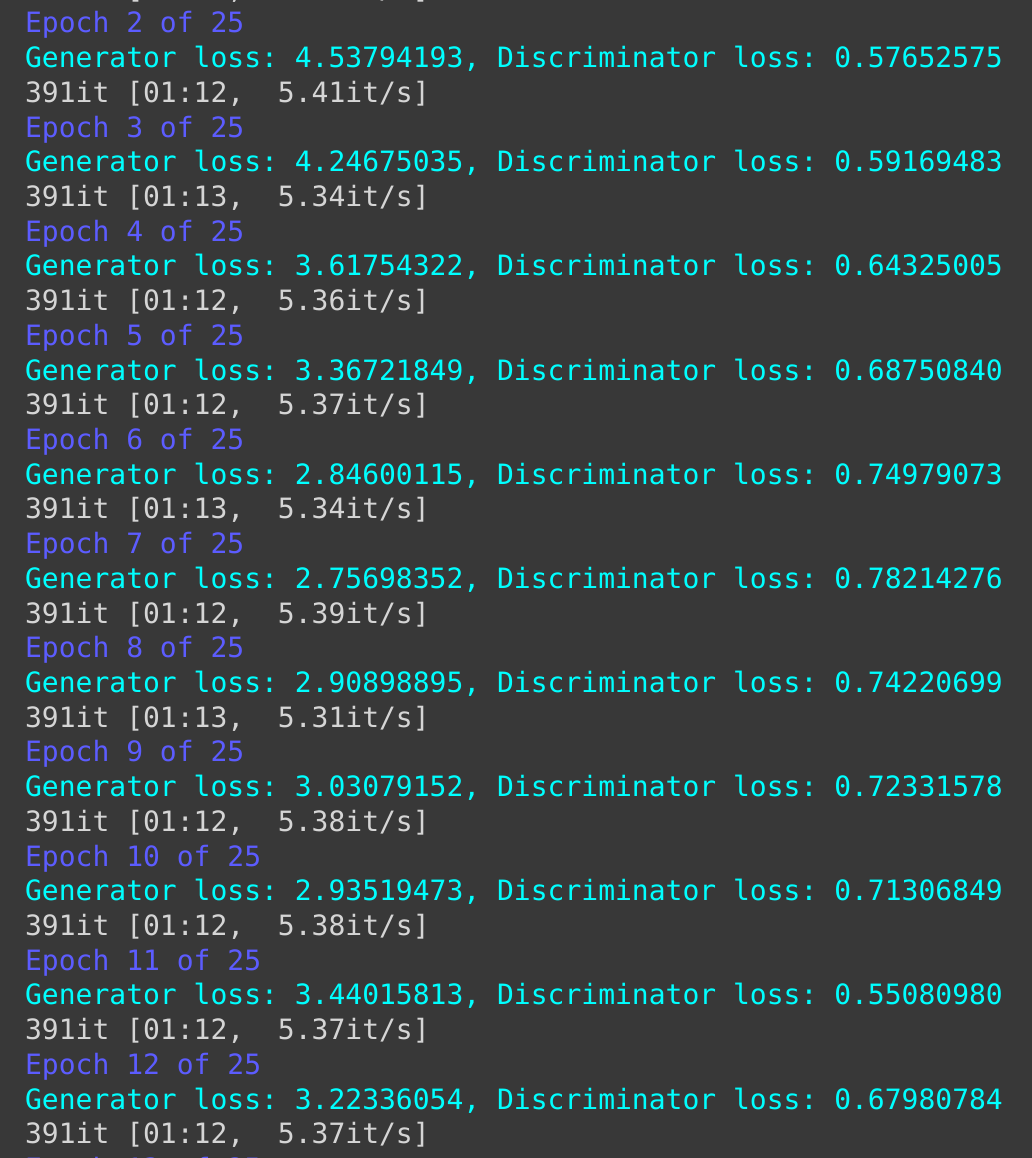 Epoch 2 of 25
Generator loss: 4.53794193, Discriminator loss: 0.57652575
391it [01:12,  5.41it/s]
Epoch 3 of 25
Generator loss: 4.24675035, Discriminator loss: 0.59169483
391it [01:13,  5.34it/s]
Epoch 4 of 25
Generator loss: 3.61754322, Discriminator loss: 0.64325005
391it [01:12,  5.36it/s]
Epoch 5 of 25
Generator loss: 3.36721849, Discriminator loss: 0.68750840
391it [01:12,  5.37it/s]
Epoch 6 of 25
Generator loss: 2.84600115, Discriminator loss: 0.74979073
391it [01:13,  5.34it/s]
Epoch 7 of 25
Generator loss: 2.75698352, Discriminator loss: 0.78214276
391it [01:12,  5.39it/s]
Epoch 8 of 25
Generator loss: 2.90898895, Discriminator loss: 0.74220699
391it [01:13,  5.31it/s]
Epoch 9 of 25
Generator loss: 3.03079152, Discriminator loss: 0.72331578
391it [01:12,  5.38it/s]
Epoch 10 of 25
Generator loss: 2.93519473, Discriminator loss: 0.71306849
391it [01:12,  5.38it/s]
Epoch 11 of 25
Generator loss: 3.44015813, Discriminator loss: 0.55080980
391it [01:12,  5.37it/s]
Epoch 12 of 25
Generator loss: 3.22336054, Discriminator loss: 0.67980784
391it [01:12,  5.37it/s]